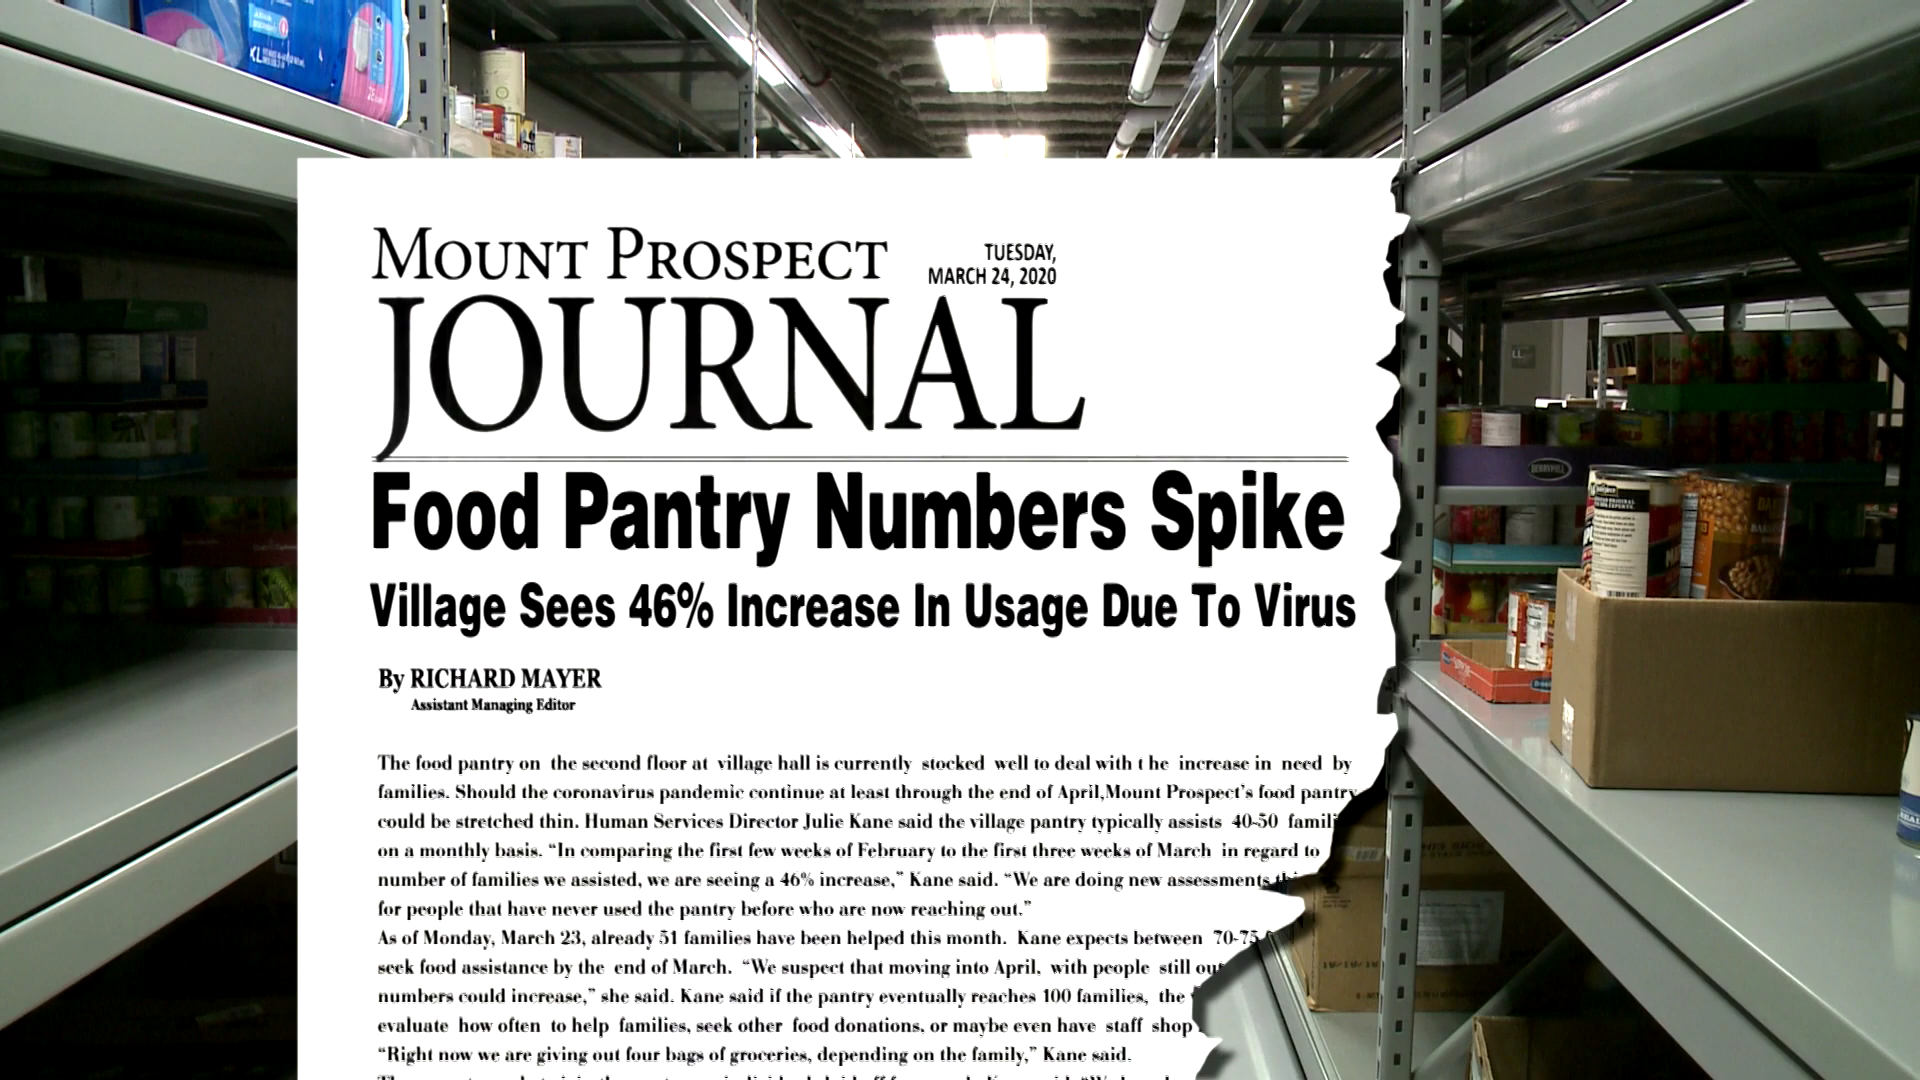 XL
MOUNT PROSPECT
TUESDAY,
MARCH 24, 2020
JOURNAL
Food Pantry Numbers Spike
Village Sees 46% Increase In Usage Due To Virus
By RICHARD MAYER
Assistant Managing Editor
The food pantry on the second floor at village hall is currently stocked well to deal with t he increase in need by
families. Should the coronavirus pandemic continue at least through the end of April,Mount Prospect's food pantry
could be stretched thin. Human Services Director Julie Kane said the village pantry typically assists 40-50
on a monthly basis. “In comparing the first few weeks of February to the first three weeks of March in regard to
number of families we assisted, we are seeing a 46% increase,” Kane said. “We are doing new assessments
for people that have never used the pantry before who are now reaching out.”
As of Monday, March 23, already 51 families have been helped this month. Kane expects between 70-75
seek food assistance by the end of March. “We suspect that moving into April, with people still out
numbers could increase,” she said. Kane said if the pantry eventually reaches 100 families, the
evaluate how often to help families, seek other food donations, or maybe even have staff shop
“Right now we are giving out four bags of groceries, depending on the family,” Kane said.